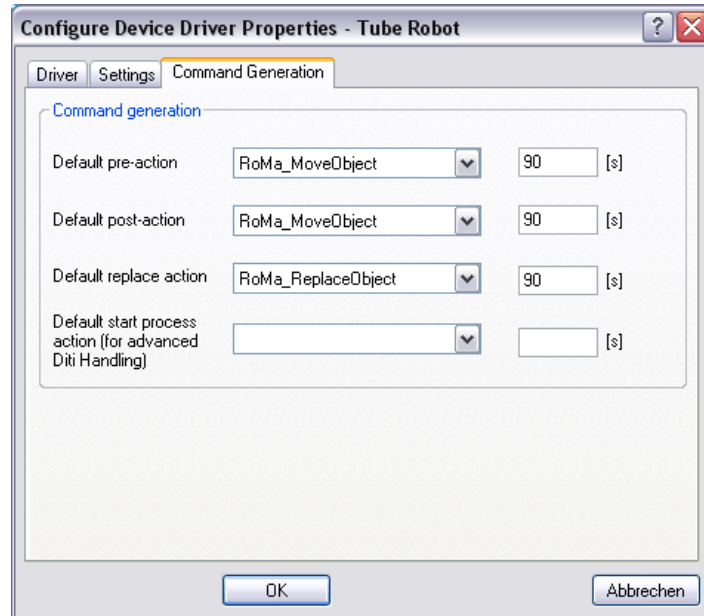 Configure Device Driver Properties - Tube Robot
Driver Settings Command Generation
Command generation
Default pre-action RoMa_MoveObject 90 [s]
Default post-action RoMa_MoveObject 90 [s]
Default replace action RoMa_ReplaceObject 90 [s]
Default start process
action (for advanced [s]
Diti Handling)
OK Abbrechen